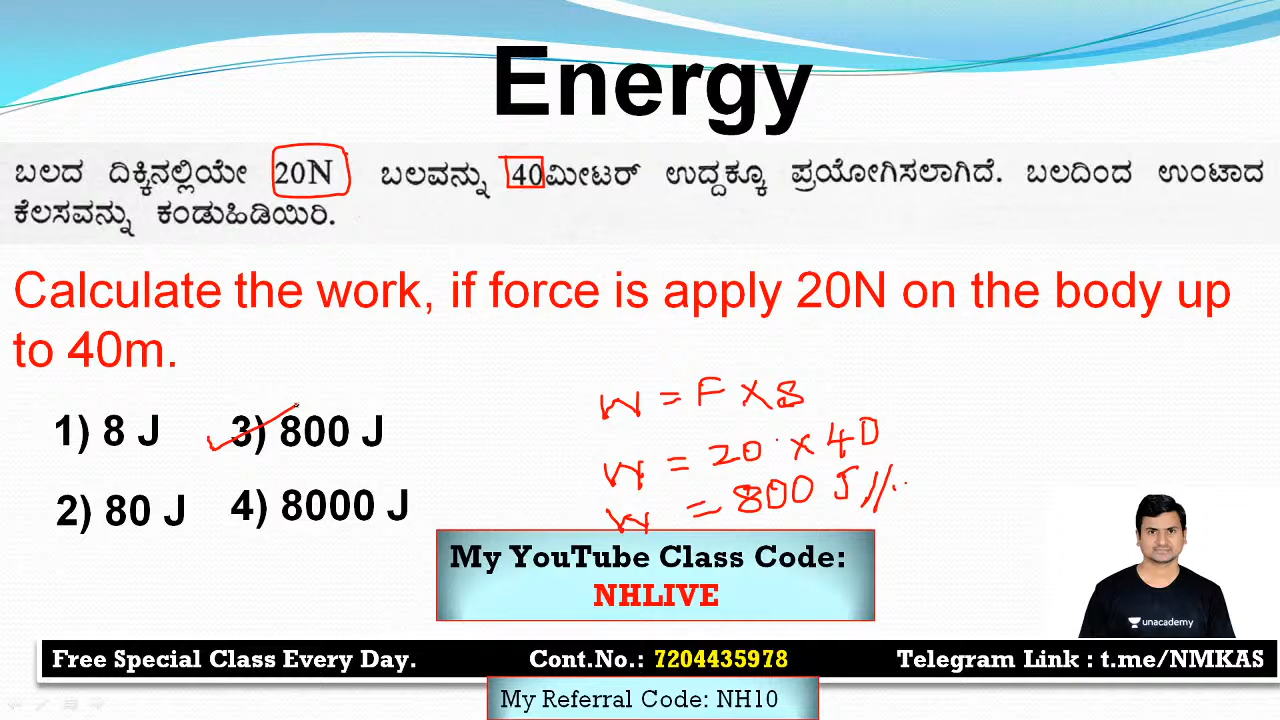 Energy
ಬಲದ ದಿಕ್ಕಿನಲ್ಲಿಯೇ 20N ಬಲವನ್ನು 40ಮೀಟರ್ ಉದ್ದಕ್ಕೂ ಪ್ರಯೋಗಿಸಲಾಗಿದೆ. ಬಲದಿಂದ ಉಂಟಾದ
ಕೆಲಸವನ್ನು ಕಂಡುಹಿಡಿಯಿರಿ.
Calculate the work, if force is apply 20N on the body up
to 40m.
1) 8 J 3) 800 J
2) 80 J 4) 8000 J
W = F × s
W = 20 × 40
W = 800 J //.
My YouTube Class Code:
NHLIVE
unacademy
Free Special Class Every Day. Cont.No.: 7204435978 Telegram Link : t.me/NMKAS
My Referral Code: NH10